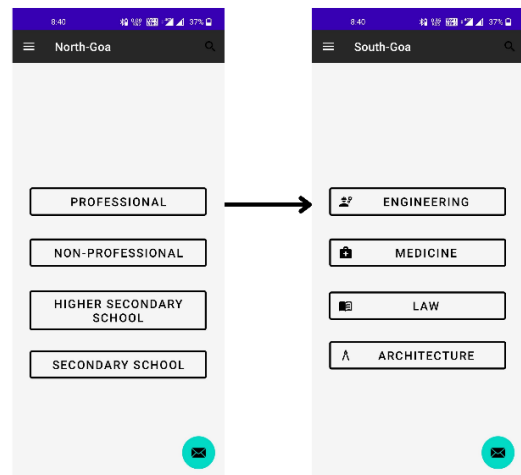 8:40
37%
North-Goa
PROFESSIONAL
NON-PROFESSIONAL
HIGHER SECONDARY
SCHOOL
SECONDARY SCHOOL
8:40
37%
South-Goa
ENGINEERING
MEDICINE
LAW
ARCHITECTURE